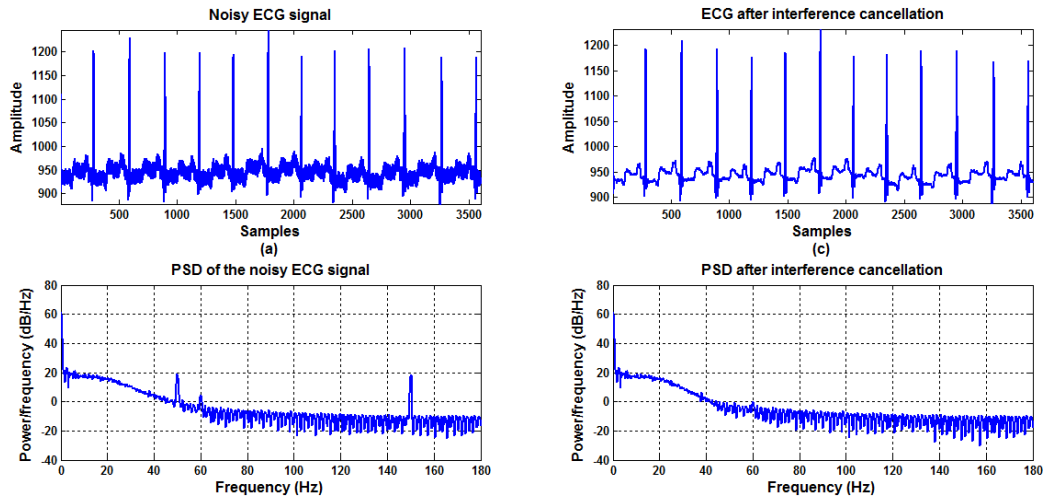 Noisy ECG signal
Amplitude
1200
1150
1100
1050
1000
950
900
500 1000 1500 2000 2500 3000 3500
Samples
(a)
ECG after interference cancellation
Amplitude
1200
1150
1100
1050
1000
950
900
500 1000 1500 2000 2500 3000 3500
Samples
(c)
PSD of the noisy ECG signal
Power/frequency (dB/Hz)
80
60
40
20
0
-20
-40
0 20 40 60 80 100 120 140 160 180
Frequency (Hz)
PSD after interference cancellation
Power/frequency (dB/Hz)
80
60
40
20
0
-20
-40
0 20 40 60 80 100 120 140 160 180
Frequency (Hz)